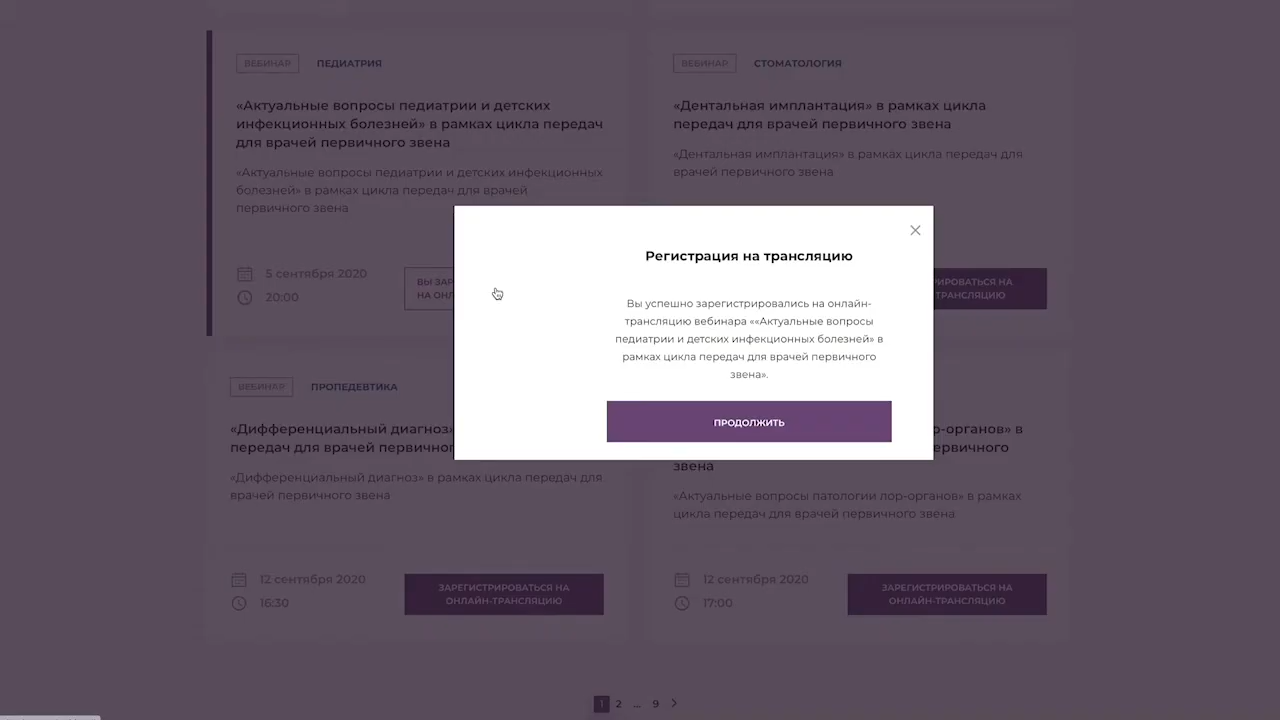 ВЕБИНАР ПЕДИАТРИЯ
«Актуальные вопросы педиатрии и детских
инфекционных болезней» в рамках цикла передач
для врачей первичного звена
«Актуальные вопросы педиатрии и детских инфекционных
болезней» в рамках цикла передач для врачей
первичного звена
5 сентября 2020
20:00
ВЫ
НА
ВЕБИНАР СТОМАТОЛОГИЯ
«Дентальная имплантация» в рамках цикла
передач для врачей первичного звена
«Дентальная имплантация» в рамках цикла передач для
врачей первичного звена
НА
ТРАНСЛЯЦИЮ
Регистрация на трансляцию
Вы успешно зарегистрировались на онлайн-
трансляцию вебинара ««Актуальные вопросы
педиатрии и детских инфекционных болезней» в
рамках цикла передач для врачей первичного
звена».
ПРОДОЛЖИТЬ
ВЕБИНАР ПРОПЕДЕВТИКА
«Дифференциальный диагноз»
передач для врачей
«Дифференциальный диагноз» в рамках цикла передач для
врачей первичного звена
12 сентября 2020
16:30
ЗАРЕГИСТРИРОВАТЬСЯ НА
ОНЛАЙН-ТРАНСЛЯЦИЮ
в
звена
«Актуальные вопросы патологии лор-органов» в рамках
цикла передач для врачей первичного звена
12 сентября 2020
17:00
ЗАРЕГИСТРИРОВАТЬСЯ НА
ОНЛАЙН-ТРАНСЛЯЦИЮ
1 2 ... 9